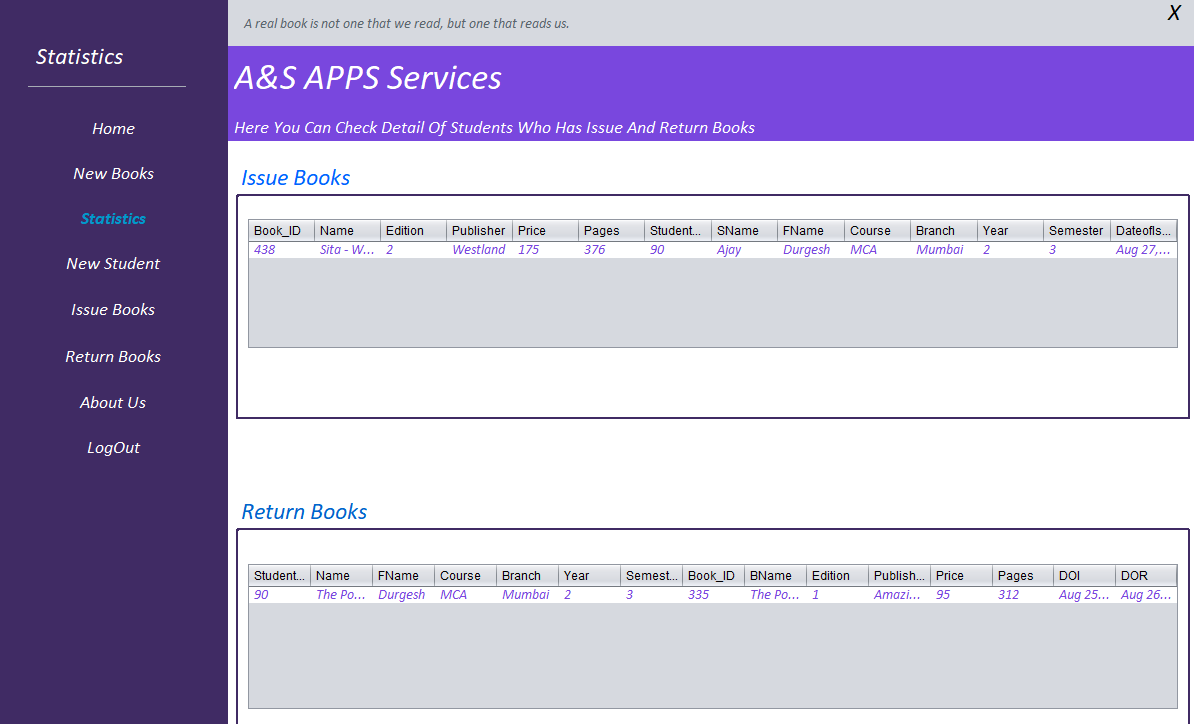 Statistics
Home
New Books
Statistics
New Student
Issue Books
Return Books
About Us
LogOut
A real book is not one that we read, but one that reads us.
X
A&S APPS Services
Here You Can Check Detail Of Students Who Has Issue And Return Books
Issue Books
Book_ID Name Edition Publisher Price Pages Student... SName FName Course Branch Year Semester DateofIs...
438 Sita - W... 2 Westland 175 376 90 Ajay Durgesh MCA Mumbai 2 3 Aug 27,...
Return Books
Student... Name FName Course Branch Year Semest... Book_ID BName Edition Publish... Price Pages DOI DOR
90 The Po... Durgesh MCA Mumbai 2 3 335 The Po... 1 Amazi... 95 312 Aug 25... Aug 26...